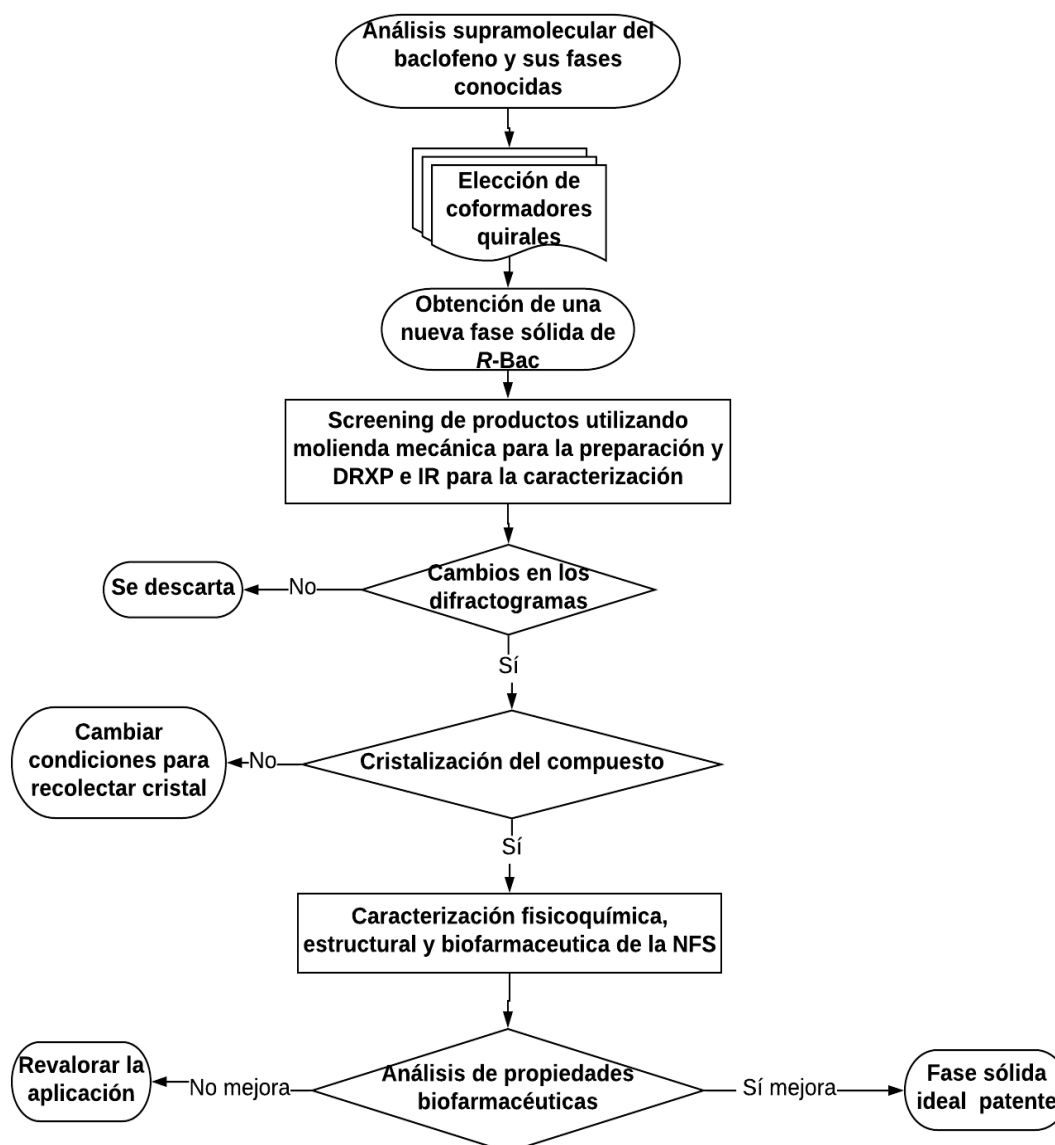 Análisis supramolecular del
baclofeno y sus fases
conocidas
Elección de
coformadores
quirales
Obtención de una
nueva fase sólida de
R-Bac
Screening de productos utilizando
molienda mecánica para la preparación y
DRXP e IR para la caracterización
Cambios en los
difractogramas
No
Se descarta
Sí
Cristalización del compuesto
No
Cambiar
condiciones para
recolectar cristal
Sí
Caracterización fisicoquímica,
estructural y biofarmaceutica de la NFS
Análisis de propiedades
biofarmacéuticas
No mejora
Revalorar la
aplicación
Sí mejora
Fase sólida
ideal patente